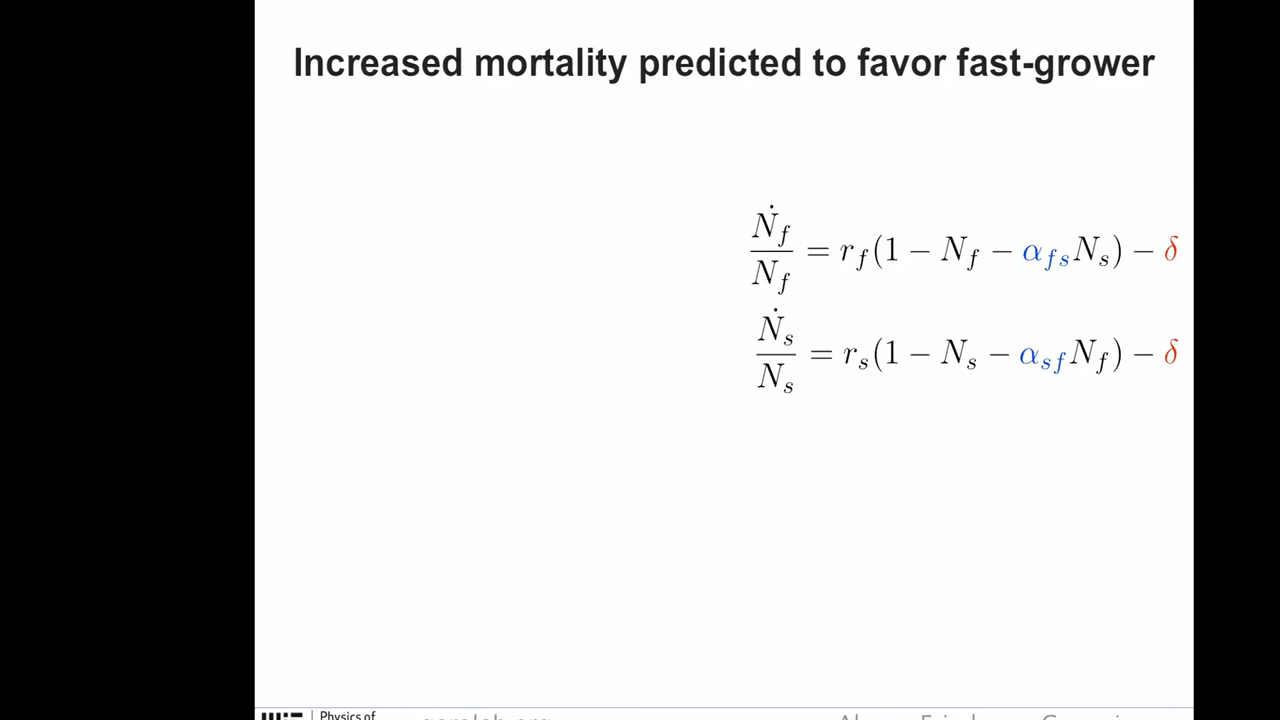 Increased mortality predicted to favor fast-grower
Ṅ_f / N_f = r_f(1 − N_f − α_fs N_s) − δ
Ṅ_s / N_s = r_s(1 − N_s − α_sf N_f) − δ
Physics of